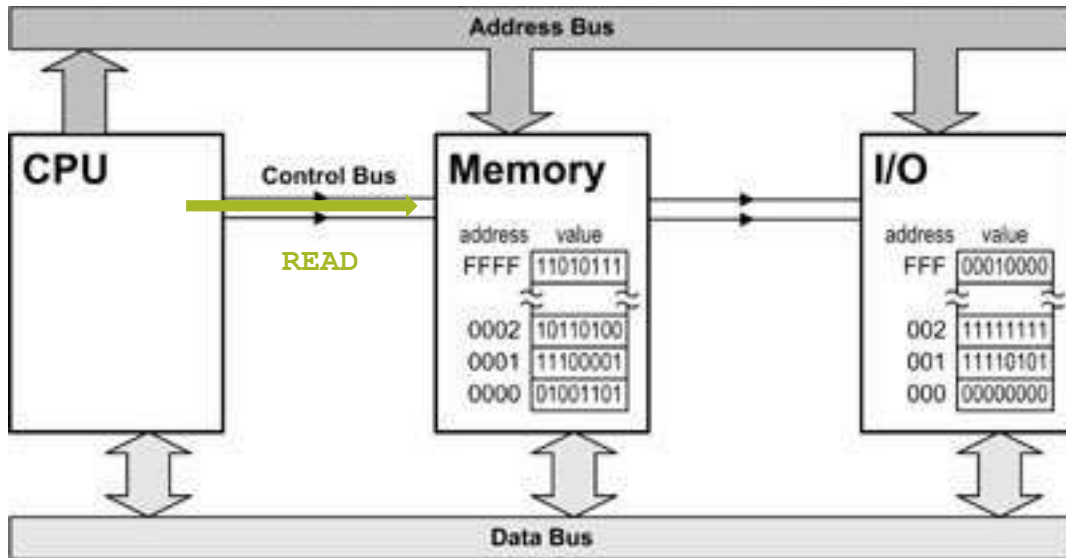 Address Bus
CPU
Control Bus
READ
Memory
address value
FFFF 11010111
0002 10110100
0001 11100001
0000 01001101
I/O
address value
FFF 00010000
002 11111111
001 11110101
000 00000000
Data Bus